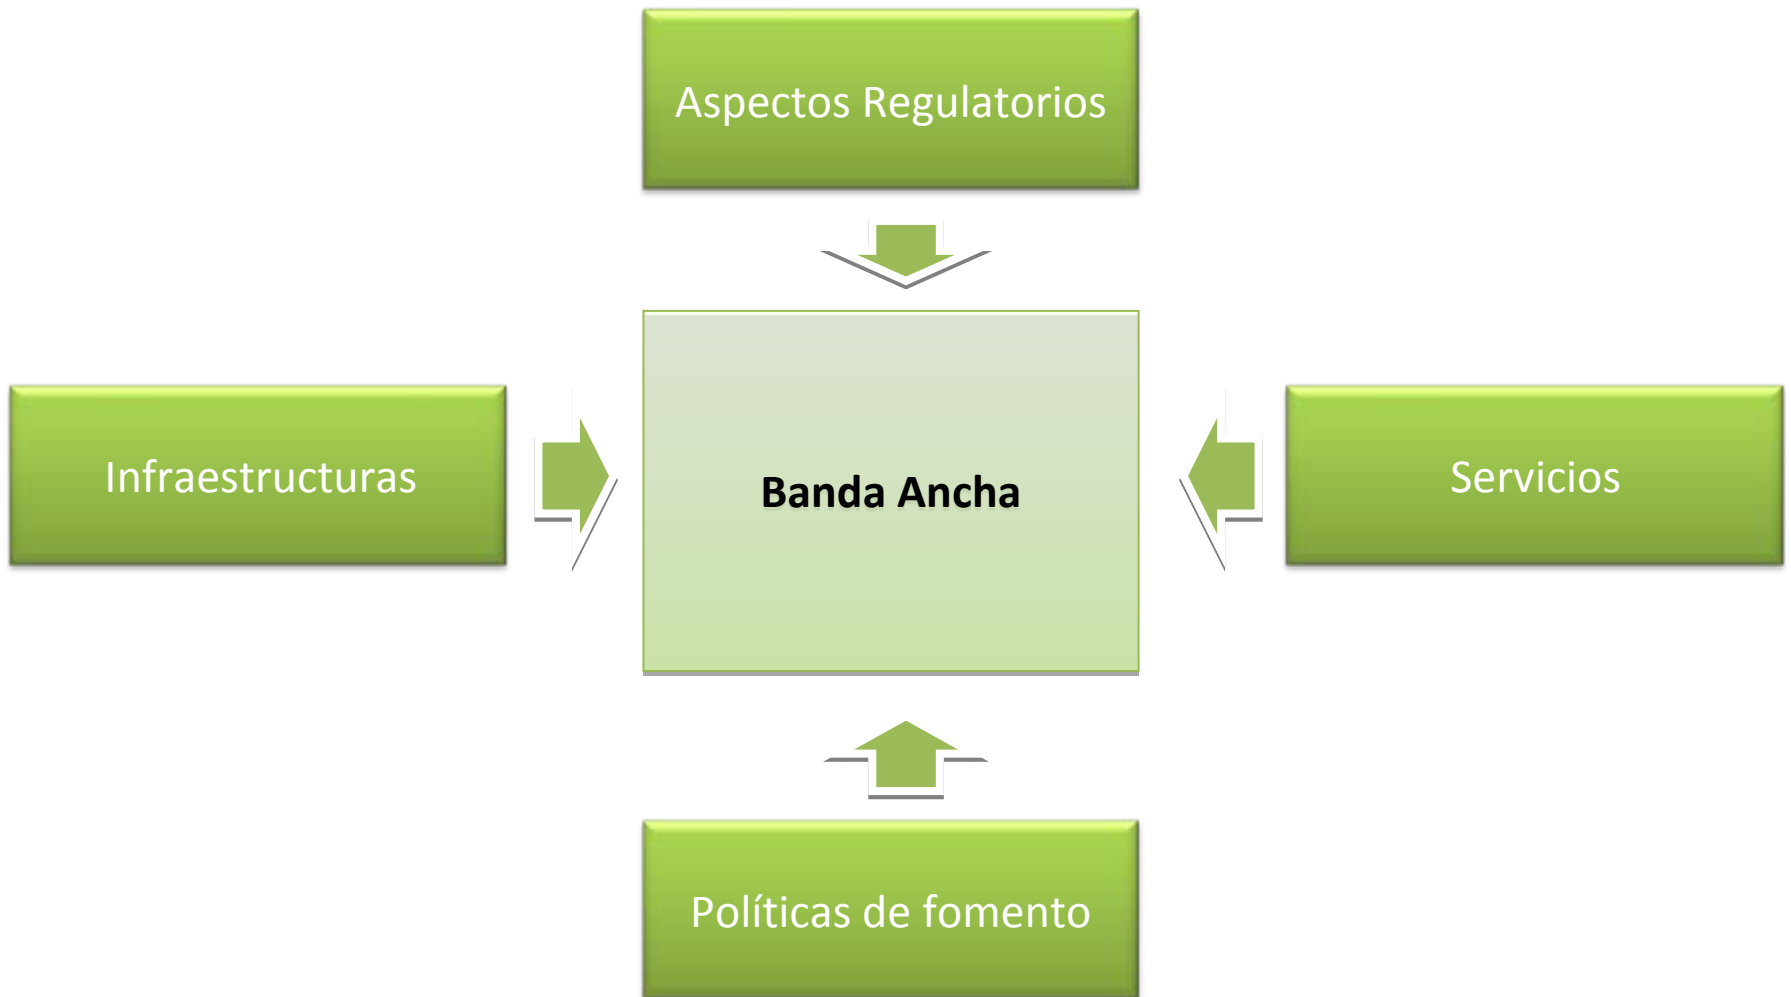 Aspectos Regulatorios
Infraestructuras
Banda Ancha
Servicios
Políticas de fomento